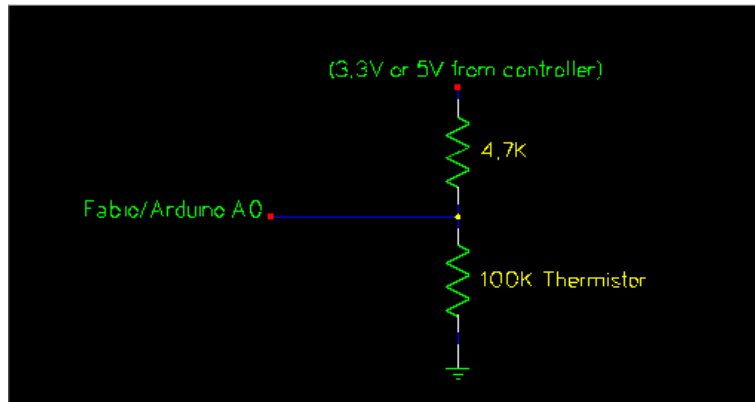 (3.3V or 5V from controller)
4.7K
Fabio/Arduino A0
100K Thermistor